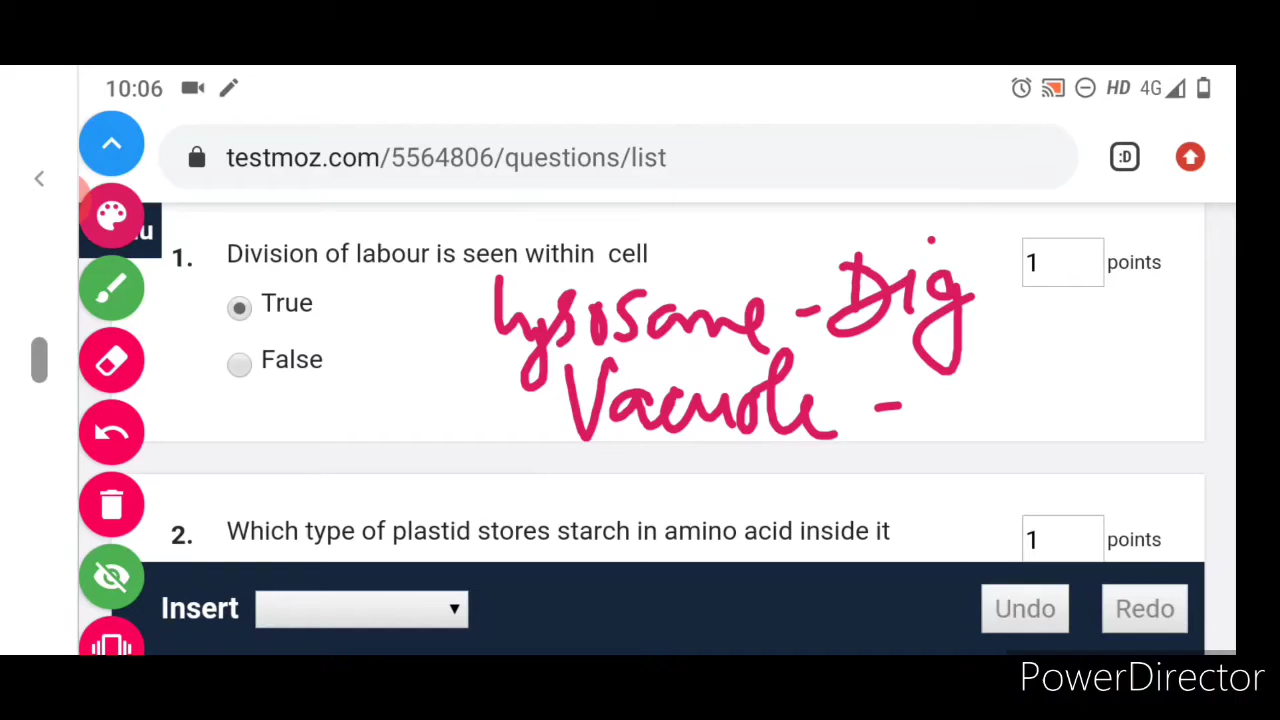 10:06 HD 4G
testmoz.com/5564806/questions/list :D
u
1. Division of labour is seen within cell 1 points
True
False
Lysosome - Dig
Vacuole -
2. Which type of plastid stores starch in amino acid inside it 1 points
Insert Undo Redo
PowerDirector